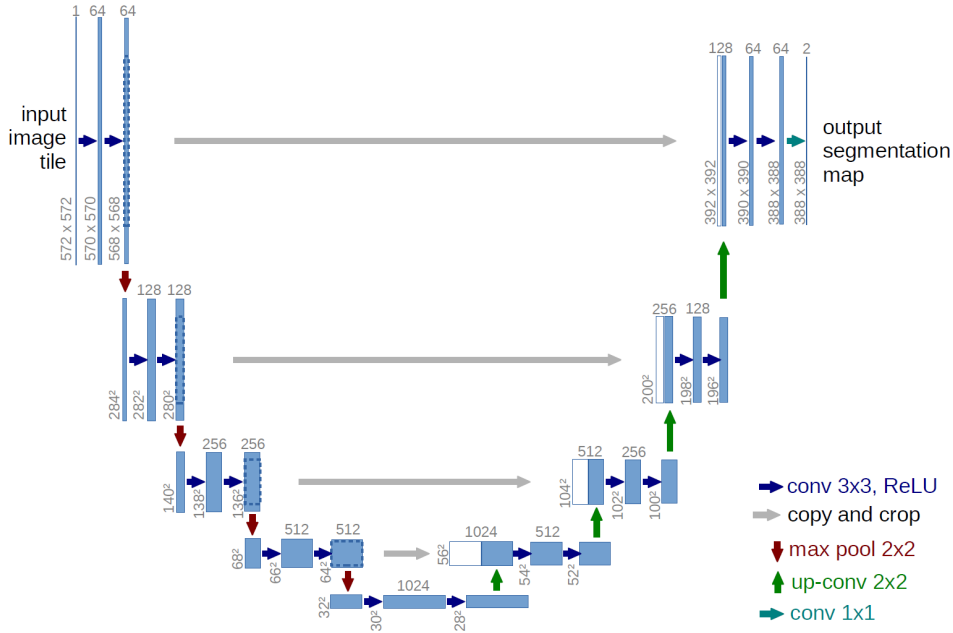 1 64 64
input
image
tile
572 x 572
570 x 570
568 x 568
128 64 64 2
output
segmentation
map
392 x 392
390 x 390
388 x 388
388 x 388
128 128
284²
282²
280²
256 128
200²
198²
196²
256 256
140²
138²
136²
512 256
104²
102²
100²
512 512
68²
66²
64²
1024 512
56²
54²
52²
1024
32²
30²
28²
conv 3x3, ReLU
copy and crop
max pool 2x2
up-conv 2x2
conv 1x1